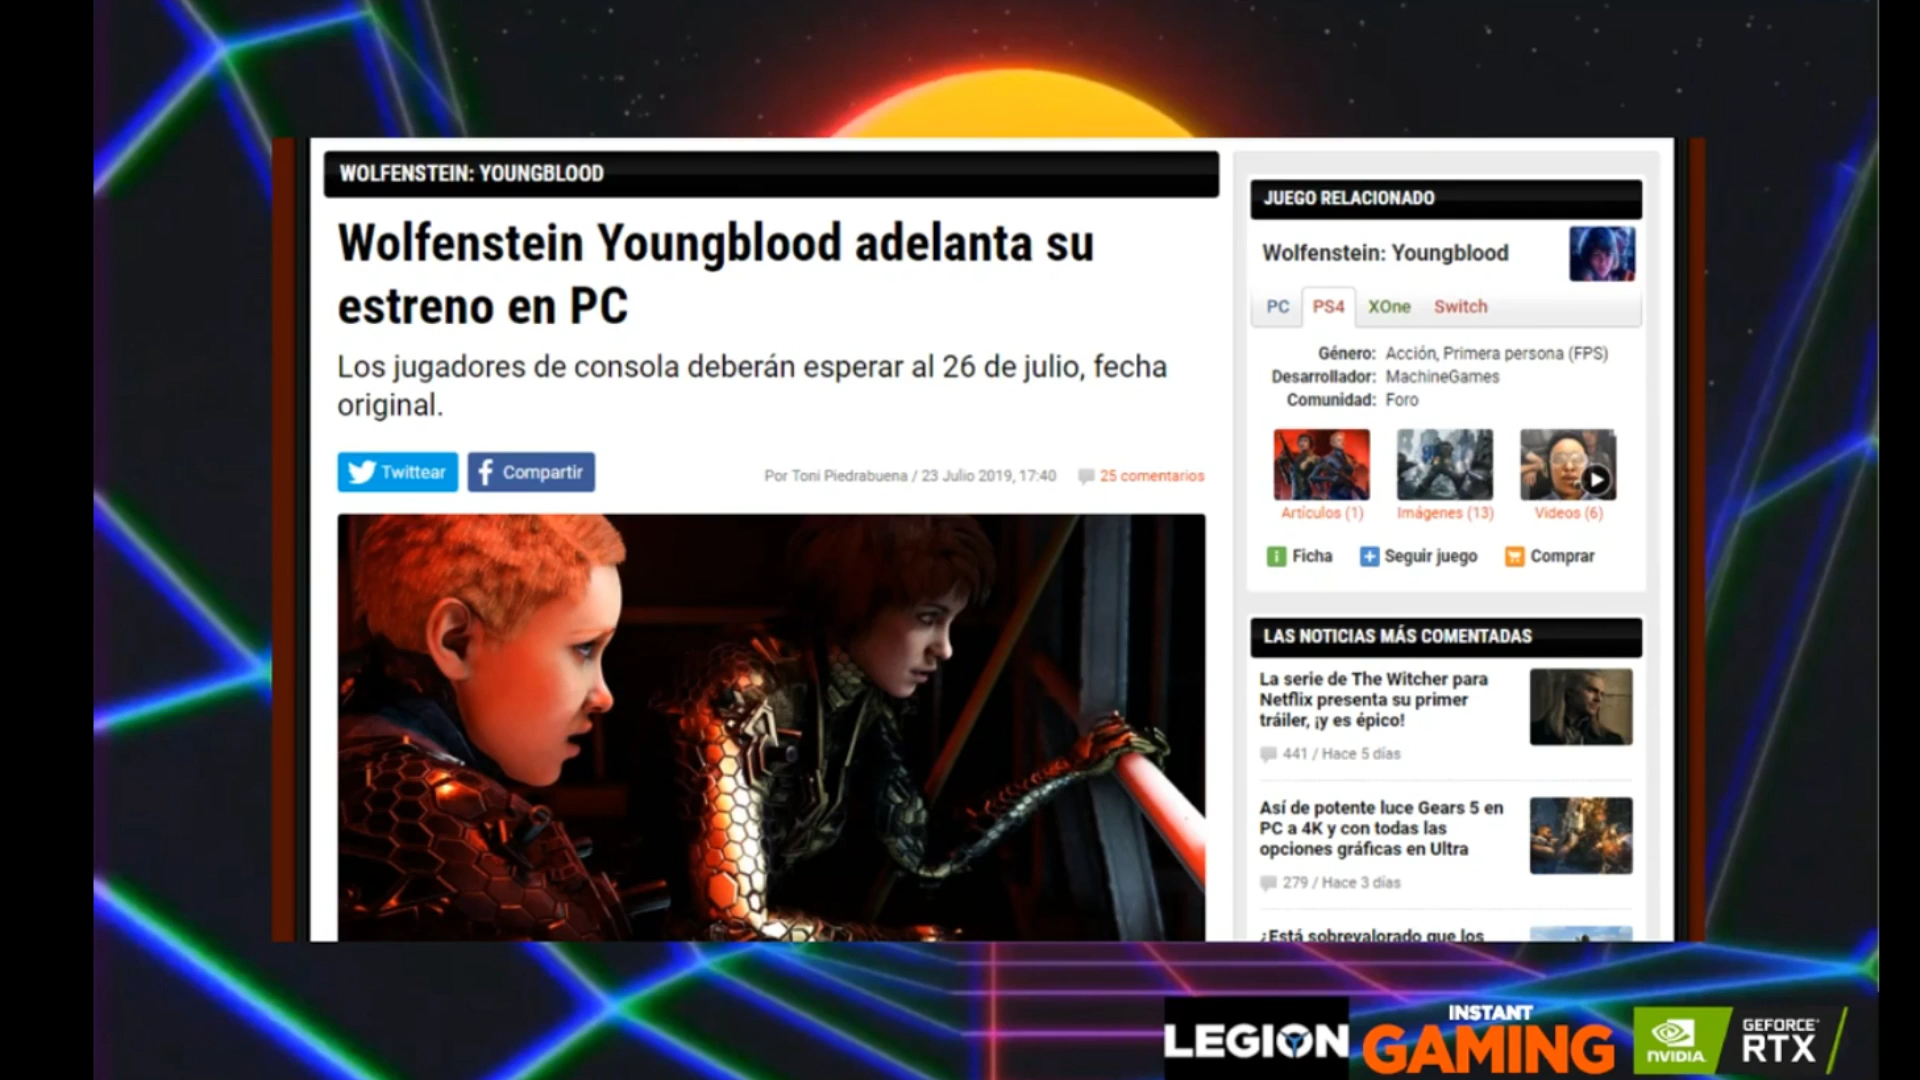 WOLFENSTEIN: YOUNGBLOOD
Wolfenstein Youngblood adelanta su
estreno en PC
Los jugadores de consola deberán esperar al 26 de julio, fecha
original.
Twittear
Compartir
Por Toni Piedrabuena / 23 Julio 2019, 17:40
25 comentarios
JUEGO RELACIONADO
Wolfenstein: Youngblood
PC PS4 XOne Switch
Género: Acción, Primera persona (FPS)
Desarrollador: MachineGames
Comunidad: Foro
Artículos (1) Imágenes (13) Videos (6)
Ficha Seguir juego Comprar
LAS NOTICIAS MÁS COMENTADAS
La serie de The Witcher para
Netflix presenta su primer
tráiler, ¡y es épico!
441 / Hace 5 días
Así de potente luce Gears 5 en
PC a 4K y con todas las
opciones gráficas en Ultra
279 / Hace 3 días
¿Está sobrevalorado que los
LEGION
INSTANT
GAMING
NVIDIA
GEFORCE
RTX